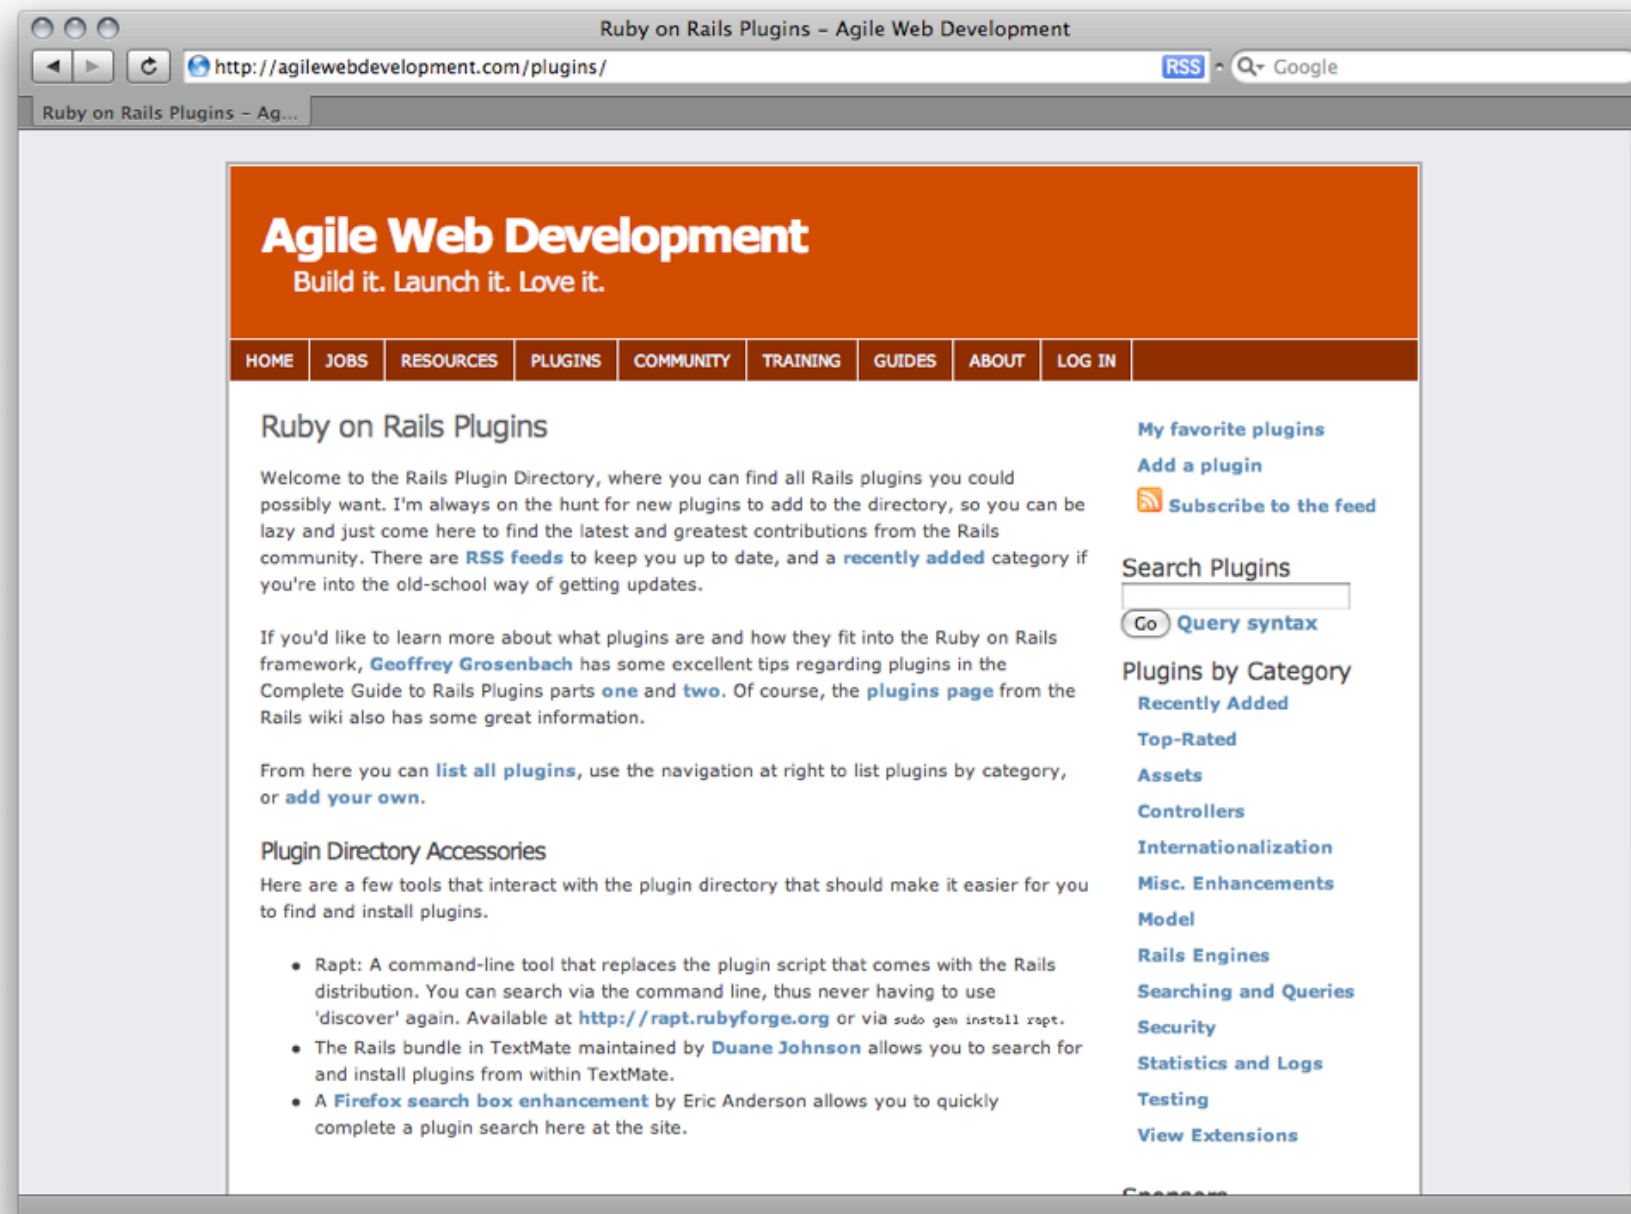 Ruby on Rails Plugins – Agile Web Development
http://agilewebdevelopment.com/plugins/
RSS
Google
Ruby on Rails Plugins – Ag...
Agile Web Development
Build it. Launch it. Love it.
HOME JOBS RESOURCES PLUGINS COMMUNITY TRAINING GUIDES ABOUT LOG IN
Ruby on Rails Plugins
Welcome to the Rails Plugin Directory, where you can find all Rails plugins you could
possibly want. I'm always on the hunt for new plugins to add to the directory, so you can be
lazy and just come here to find the latest and greatest contributions from the Rails
community. There are RSS feeds to keep you up to date, and a recently added category if
you're into the old-school way of getting updates.
If you'd like to learn more about what plugins are and how they fit into the Ruby on Rails
framework, Geoffrey Grosenbach has some excellent tips regarding plugins in the
Complete Guide to Rails Plugins parts one and two. Of course, the plugins page from the
Rails wiki also has some great information.
From here you can list all plugins, use the navigation at right to list plugins by category,
or add your own.
Plugin Directory Accessories
Here are a few tools that interact with the plugin directory that should make it easier for you
to find and install plugins.
• Rapt: A command-line tool that replaces the plugin script that comes with the Rails
distribution. You can search via the command line, thus never having to use
'discover' again. Available at http://rapt.rubyforge.org or via sudo gem install rapt.
• The Rails bundle in TextMate maintained by Duane Johnson allows you to search for
and install plugins from within TextMate.
• A Firefox search box enhancement by Eric Anderson allows you to quickly
complete a plugin search here at the site.
My favorite plugins
Add a plugin
Subscribe to the feed
Search Plugins
Go Query syntax
Plugins by Category
Recently Added
Top-Rated
Assets
Controllers
Internationalization
Misc. Enhancements
Model
Rails Engines
Searching and Queries
Security
Statistics and Logs
Testing
View Extensions